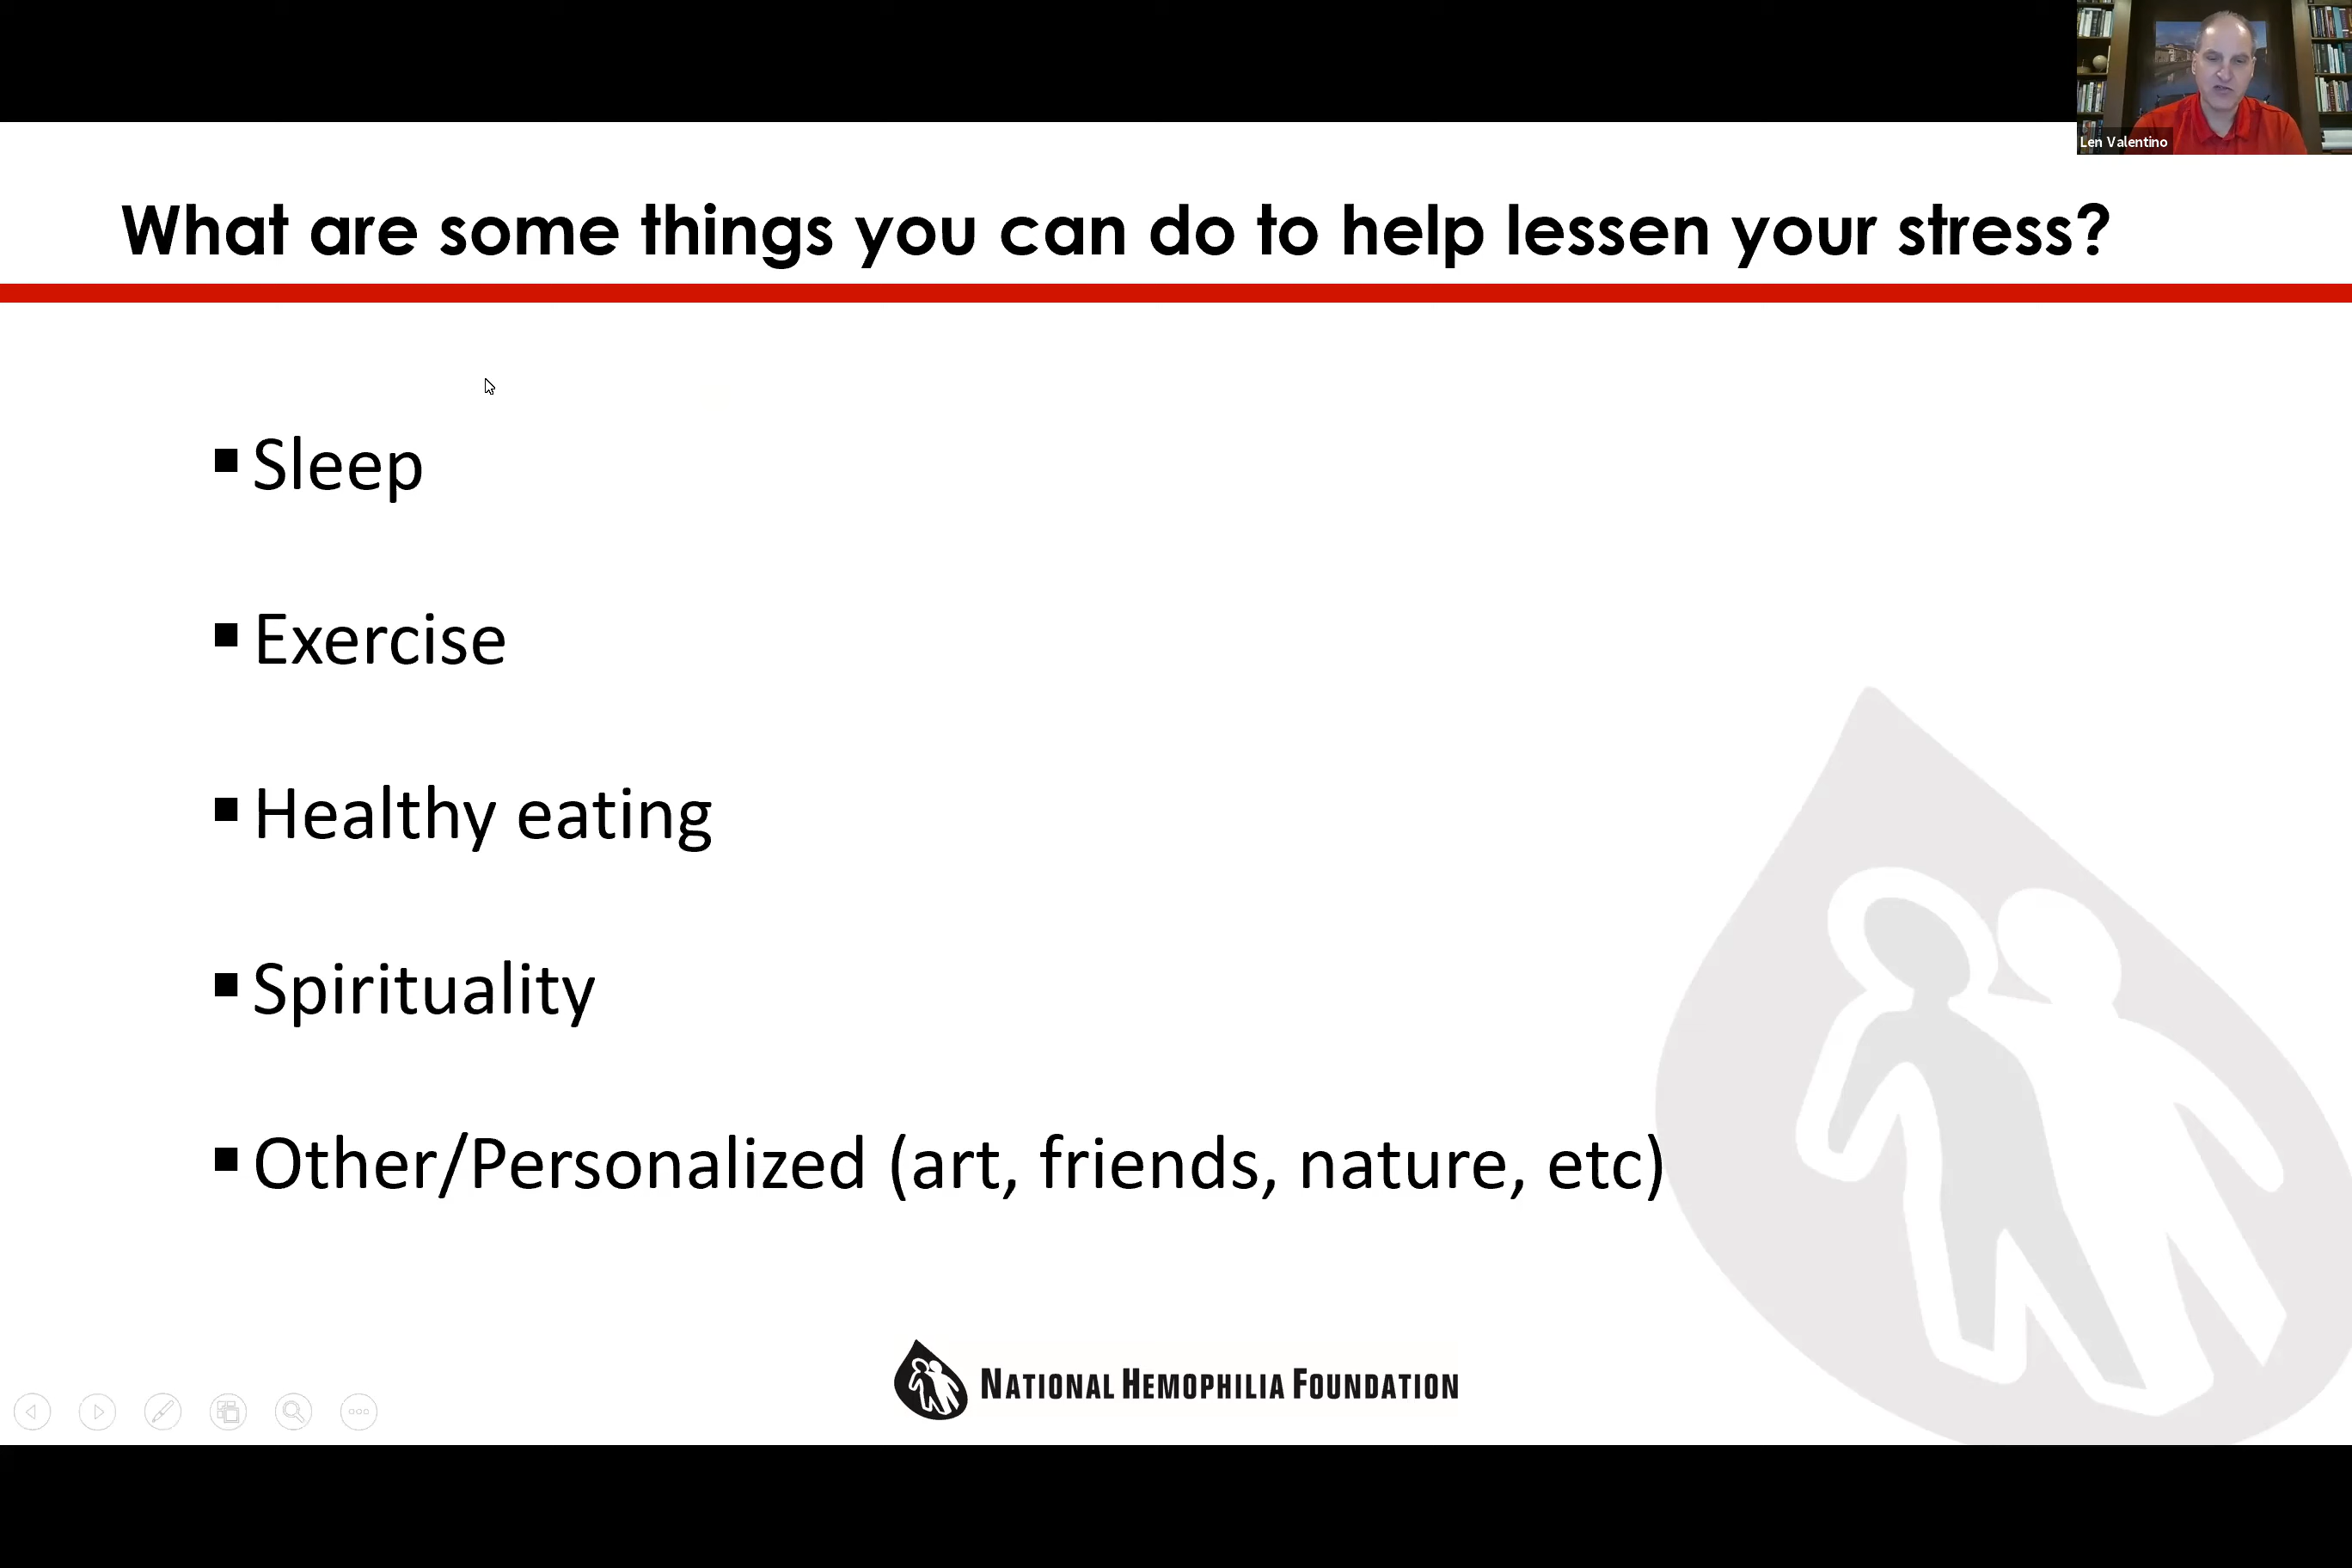 Len Valentino
What are some things you can do to help lessen your stress?
Sleep
Exercise
Healthy eating
Spirituality
Other/Personalized (art, friends, nature, etc)
NATIONAL HEMOPHILIA FOUNDATION